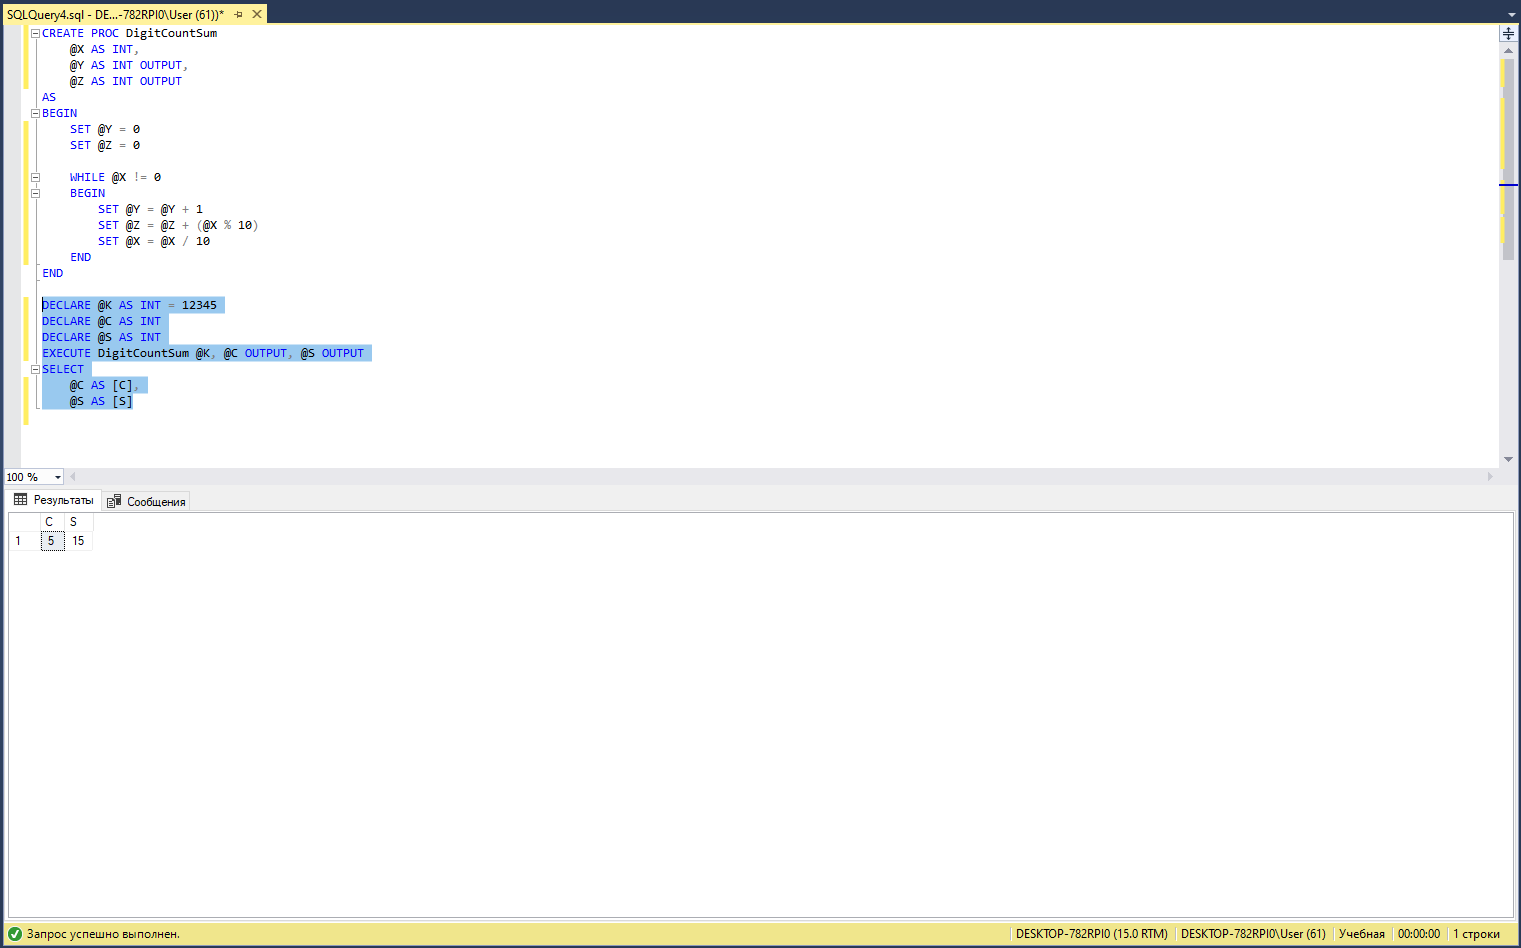 SQLQuery4.sql - DE...-782RPI0\User (61))*
CREATE PROC DigitCountSum
@X AS INT,
@Y AS INT OUTPUT,
@Z AS INT OUTPUT
AS
BEGIN
SET @Y = 0
SET @Z = 0
WHILE @X != 0
BEGIN
SET @Y = @Y + 1
SET @Z = @Z + (@X % 10)
SET @X = @X / 10
END
END
DECLARE @K AS INT = 12345
DECLARE @C AS INT
DECLARE @S AS INT
EXECUTE DigitCountSum @K, @C OUTPUT, @S OUTPUT
SELECT
@C AS [C],
@S AS [S]
100 %
Результаты Сообщения
C S
1 5 15
Запрос успешно выполнен. DESKTOP-782RPI0 (15.0 RTM) DESKTOP-782RPI0\User (61) Учебная 00:00:00 1 строки